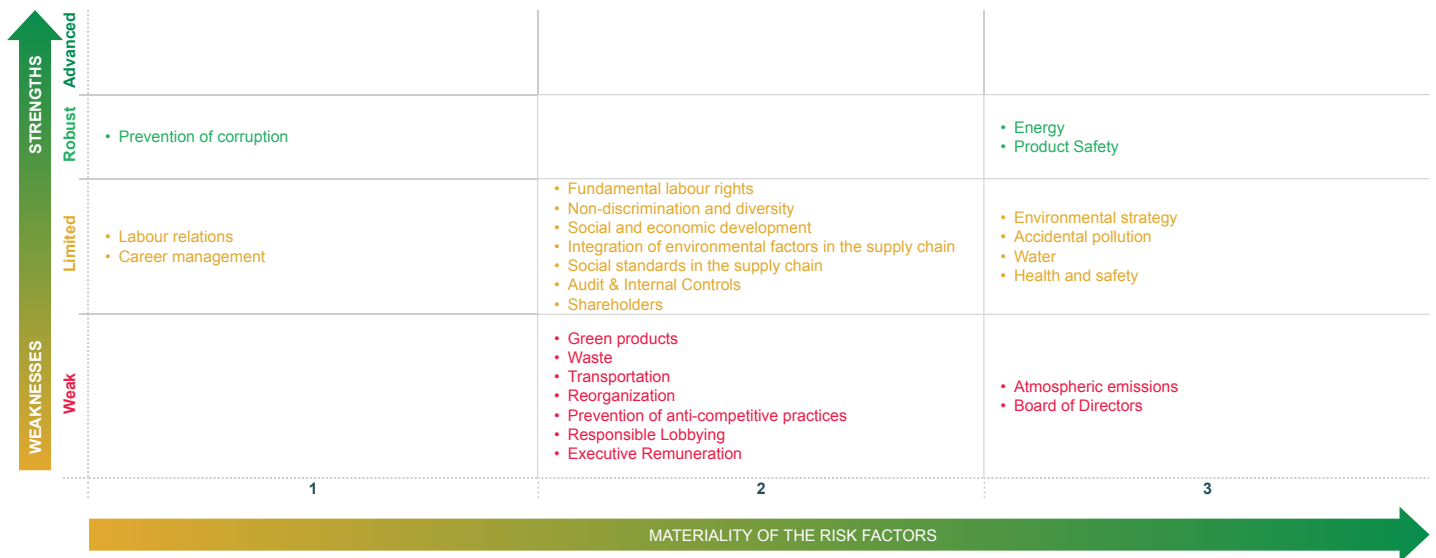 STRENGTHS
WEAKNESSES
Advanced
Robust
• Prevention of corruption
• Energy
• Product Safety
Limited
• Labour relations
• Career management
• Fundamental labour rights
• Non-discrimination and diversity
• Social and economic development
• Integration of environmental factors in the supply chain
• Social standards in the supply chain
• Audit & Internal Controls
• Shareholders
• Environmental strategy
• Accidental pollution
• Water
• Health and safety
Weak
• Green products
• Waste
• Transportation
• Reorganization
• Prevention of anti-competitive practices
• Responsible Lobbying
• Executive Remuneration
• Atmospheric emissions
• Board of Directors
1
2
3
MATERIALITY OF THE RISK FACTORS